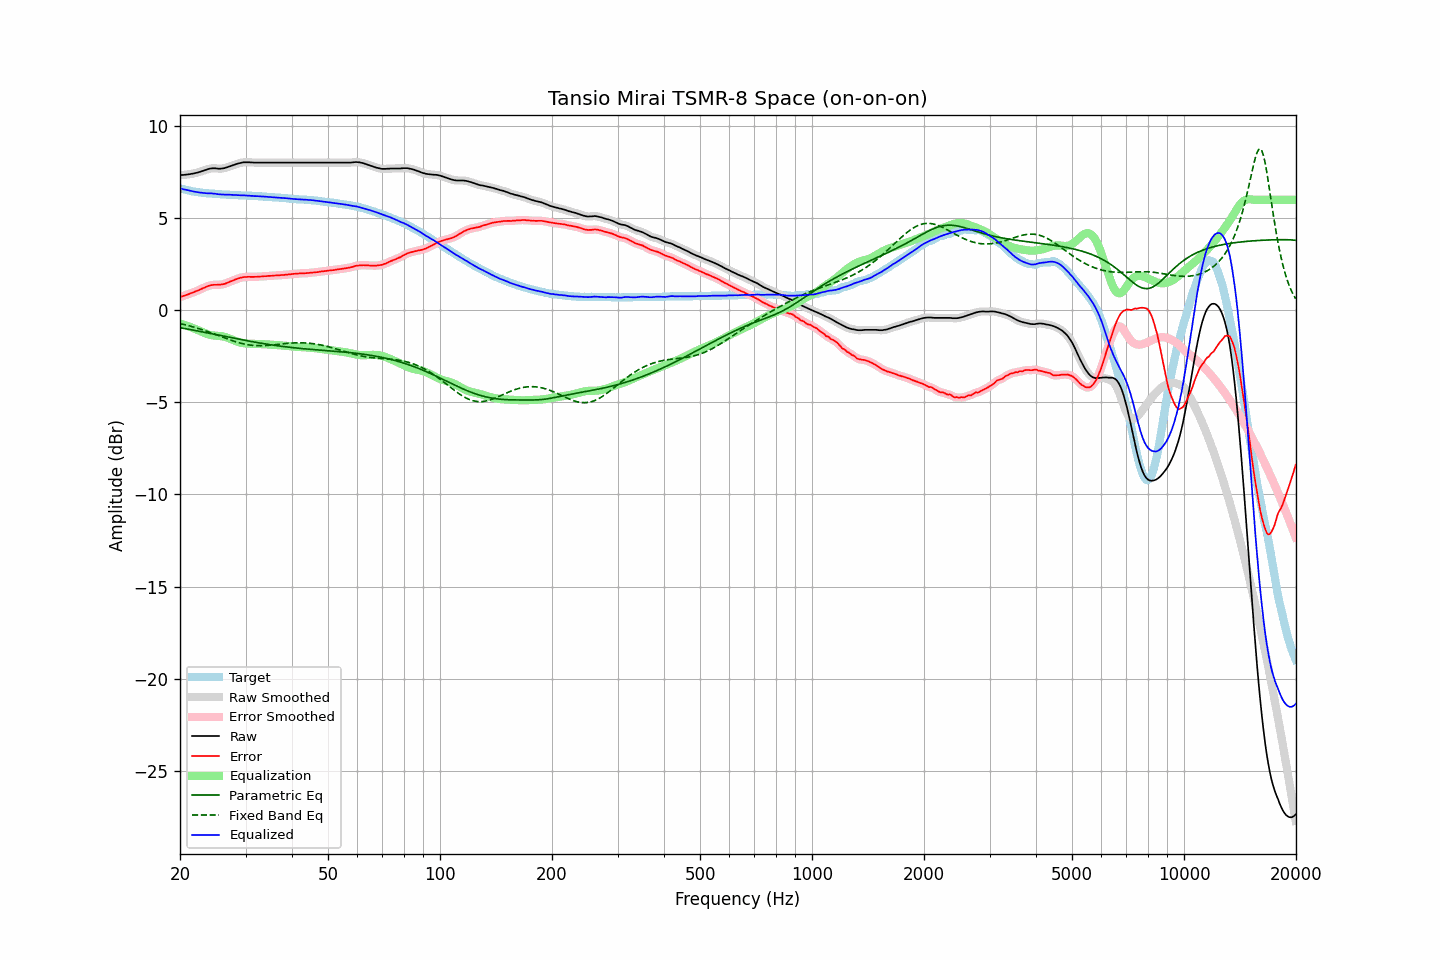 Tansio Mirai TSMR-8 Space (on-on-on)
10
5
0
−5
−10
−15
−20
−25
Amplitude (dBr)
Target
Raw Smoothed
Error Smoothed
Raw
Error
Equalization
Parametric Eq
Fixed Band Eq
Equalized
20 50 100 200 500 1000 2000 5000 10000 20000
Frequency (Hz)